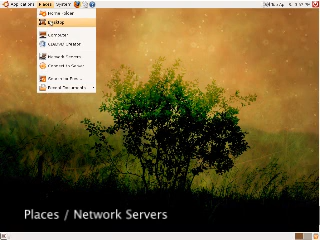 Applications Places System
Home Folder
Desktop
Computer
CD/DVD Creator
Network Servers
Connect to Server...
Search for Files...
Recent Documents
Places / Network Servers